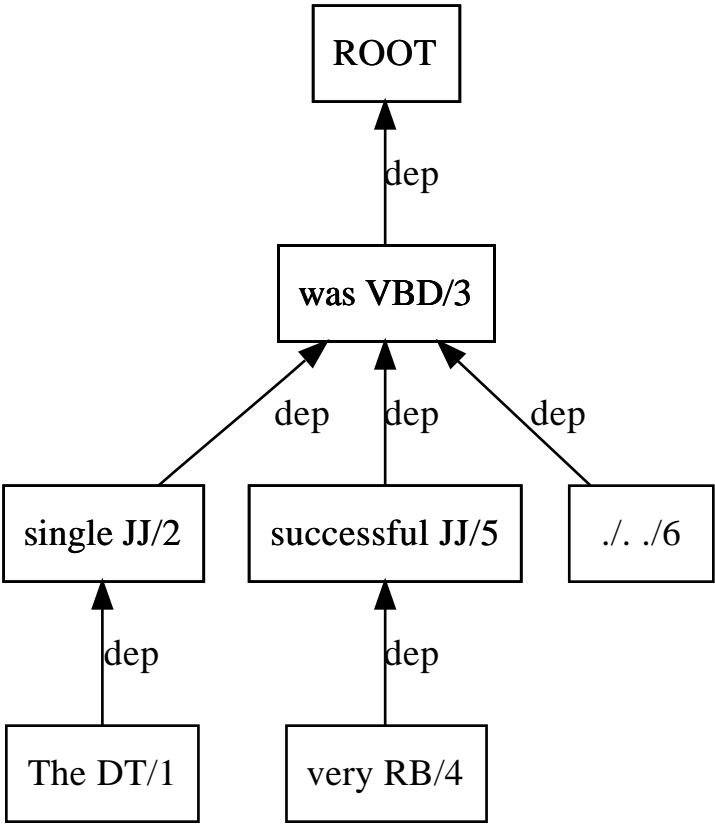 ROOT
dep
was VBD/3
dep dep dep
single JJ/2 successful JJ/5 ./. ./6
dep dep
The DT/1 very RB/4